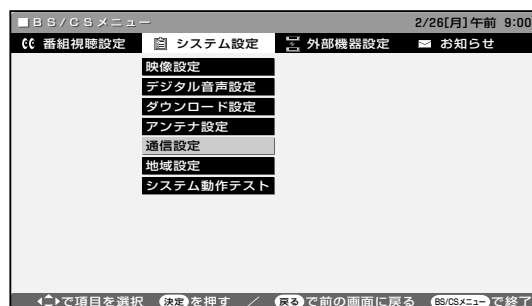 ■BS/CSメニュー 2/26[月]午前 9:00
番組視聴設定 システム設定 外部機器設定 お知らせ
映像設定
デジタル音声設定
ダウンロード設定
アンテナ設定
通信設定
地域設定
システム動作テスト
で項目を選択 決定を押す / 戻るで前の画面に戻る BS/CSメニューで終了